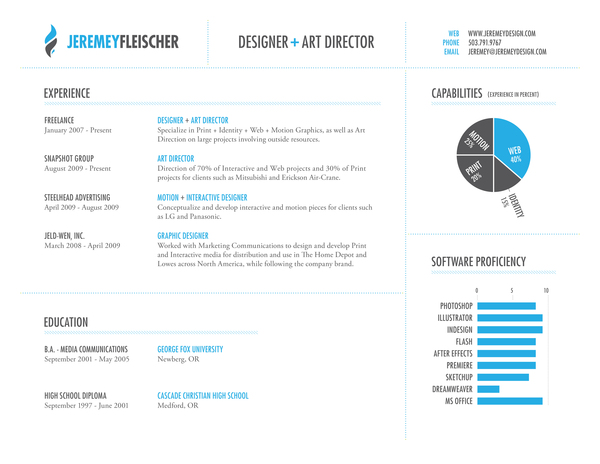 JEREMEYFLEISCHER
DESIGNER + ART DIRECTOR
WEB WWW.JEREMEYDESIGN.COM
PHONE 503.791.9767
EMAIL JEREMEY@JEREMEYDESIGN.COM
EXPERIENCE
FREELANCE
January 2007 - Present
DESIGNER + ART DIRECTOR
Specialize in Print + Identity + Web + Motion Graphics, as well as Art
Direction on large projects involving outside resources.
SNAPSHOT GROUP
August 2009 - Present
ART DIRECTOR
Direction of 70% of Interactive and Web projects and 30% of Print
projects for clients such as Mitsubishi and Erickson Air-Crane.
STEELHEAD ADVERTISING
April 2009 - August 2009
MOTION + INTERACTIVE DESIGNER
Conceptualize and develop interactive and motion pieces for clients such
as LG and Panasonic.
JELD-WEN, INC.
March 2008 - April 2009
GRAPHIC DESIGNER
Worked with Marketing Communications to design and develop Print
and Interactive media for distribution and use in The Home Depot and
Lowes across North America, while following the company brand.
EDUCATION
B.A. - MEDIA COMMUNICATIONS
September 2001 - May 2005
GEORGE FOX UNIVERSITY
Newberg, OR
HIGH SCHOOL DIPLOMA
September 1997 - June 2001
CASCADE CHRISTIAN HIGH SCHOOL
Medford, OR
CAPABILITIES (EXPERIENCE IN PERCENT)
MOTION
25%
WEB
40%
PRINT
20%
IDENTITY
15%
SOFTWARE PROFICIENCY
0 5 10
PHOTOSHOP
ILLUSTRATOR
INDESIGN
FLASH
AFTER EFFECTS
PREMIERE
SKETCHUP
DREAMWEAVER
MS OFFICE